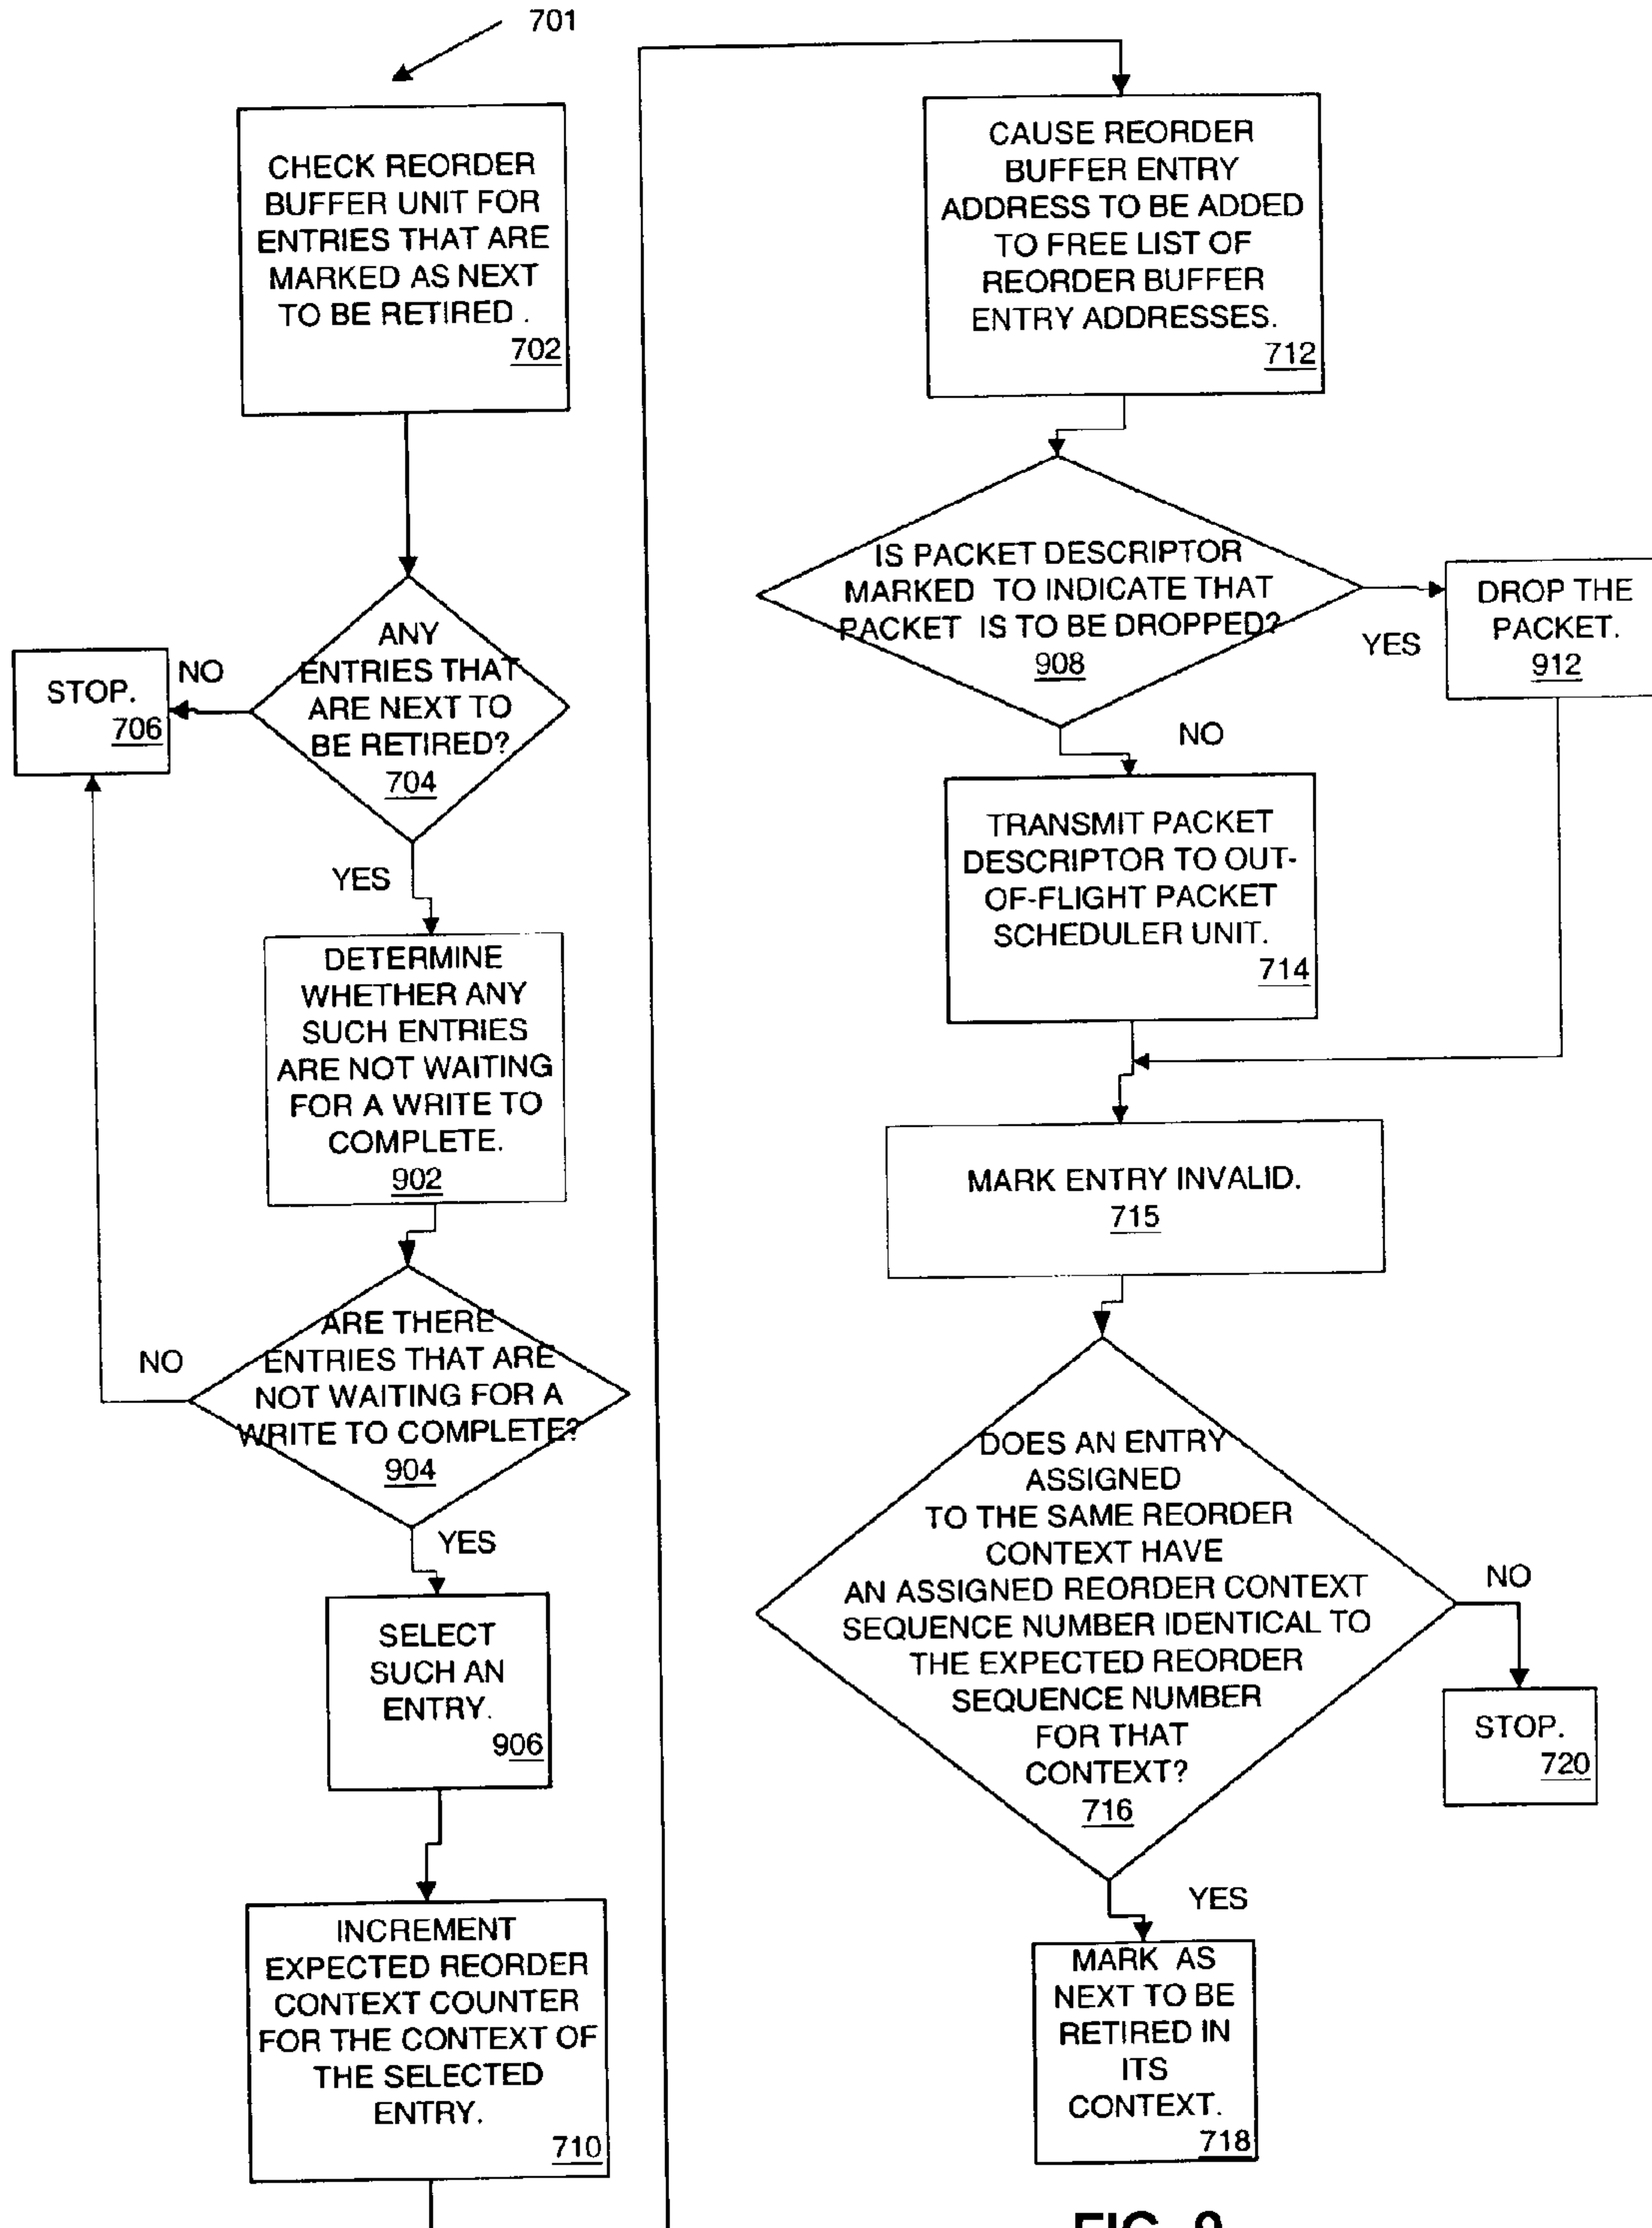 701
CHECK REORDER
BUFFER UNIT FOR
ENTRIES THAT ARE
MARKED AS NEXT
TO BE RETIRED .
702
ANY
ENTRIES THAT
ARE NEXT TO
BE RETIRED?
704
NO
STOP.
706
YES
DETERMINE
WHETHER ANY
SUCH ENTRIES
ARE NOT WAITING
FOR A WRITE TO
COMPLETE.
902
ARE THERE
ENTRIES THAT ARE
NOT WAITING FOR A
WRITE TO COMPLETE?
904
NO
YES
SELECT
SUCH AN
ENTRY.
906
INCREMENT
EXPECTED REORDER
CONTEXT COUNTER
FOR THE CONTEXT OF
THE SELECTED
ENTRY.
710
CAUSE REORDER
BUFFER ENTRY
ADDRESS TO BE ADDED
TO FREE LIST OF
REORDER BUFFER
ENTRY ADDRESSES.
712
IS PACKET DESCRIPTOR
MARKED TO INDICATE THAT
PACKET IS TO BE DROPPED?
908
YES
DROP THE
PACKET.
912
NO
TRANSMIT PACKET
DESCRIPTOR TO OUT-
OF-FLIGHT PACKET
SCHEDULER UNIT.
714
MARK ENTRY INVALID.
715
DOES AN ENTRY
ASSIGNED
TO THE SAME REORDER
CONTEXT HAVE
AN ASSIGNED REORDER CONTEXT
SEQUENCE NUMBER IDENTICAL TO
THE EXPECTED REORDER
SEQUENCE NUMBER
FOR THAT
CONTEXT?
716
NO
STOP.
720
YES
MARK AS
NEXT TO BE
RETIRED IN
ITS
CONTEXT.
718
FIG.